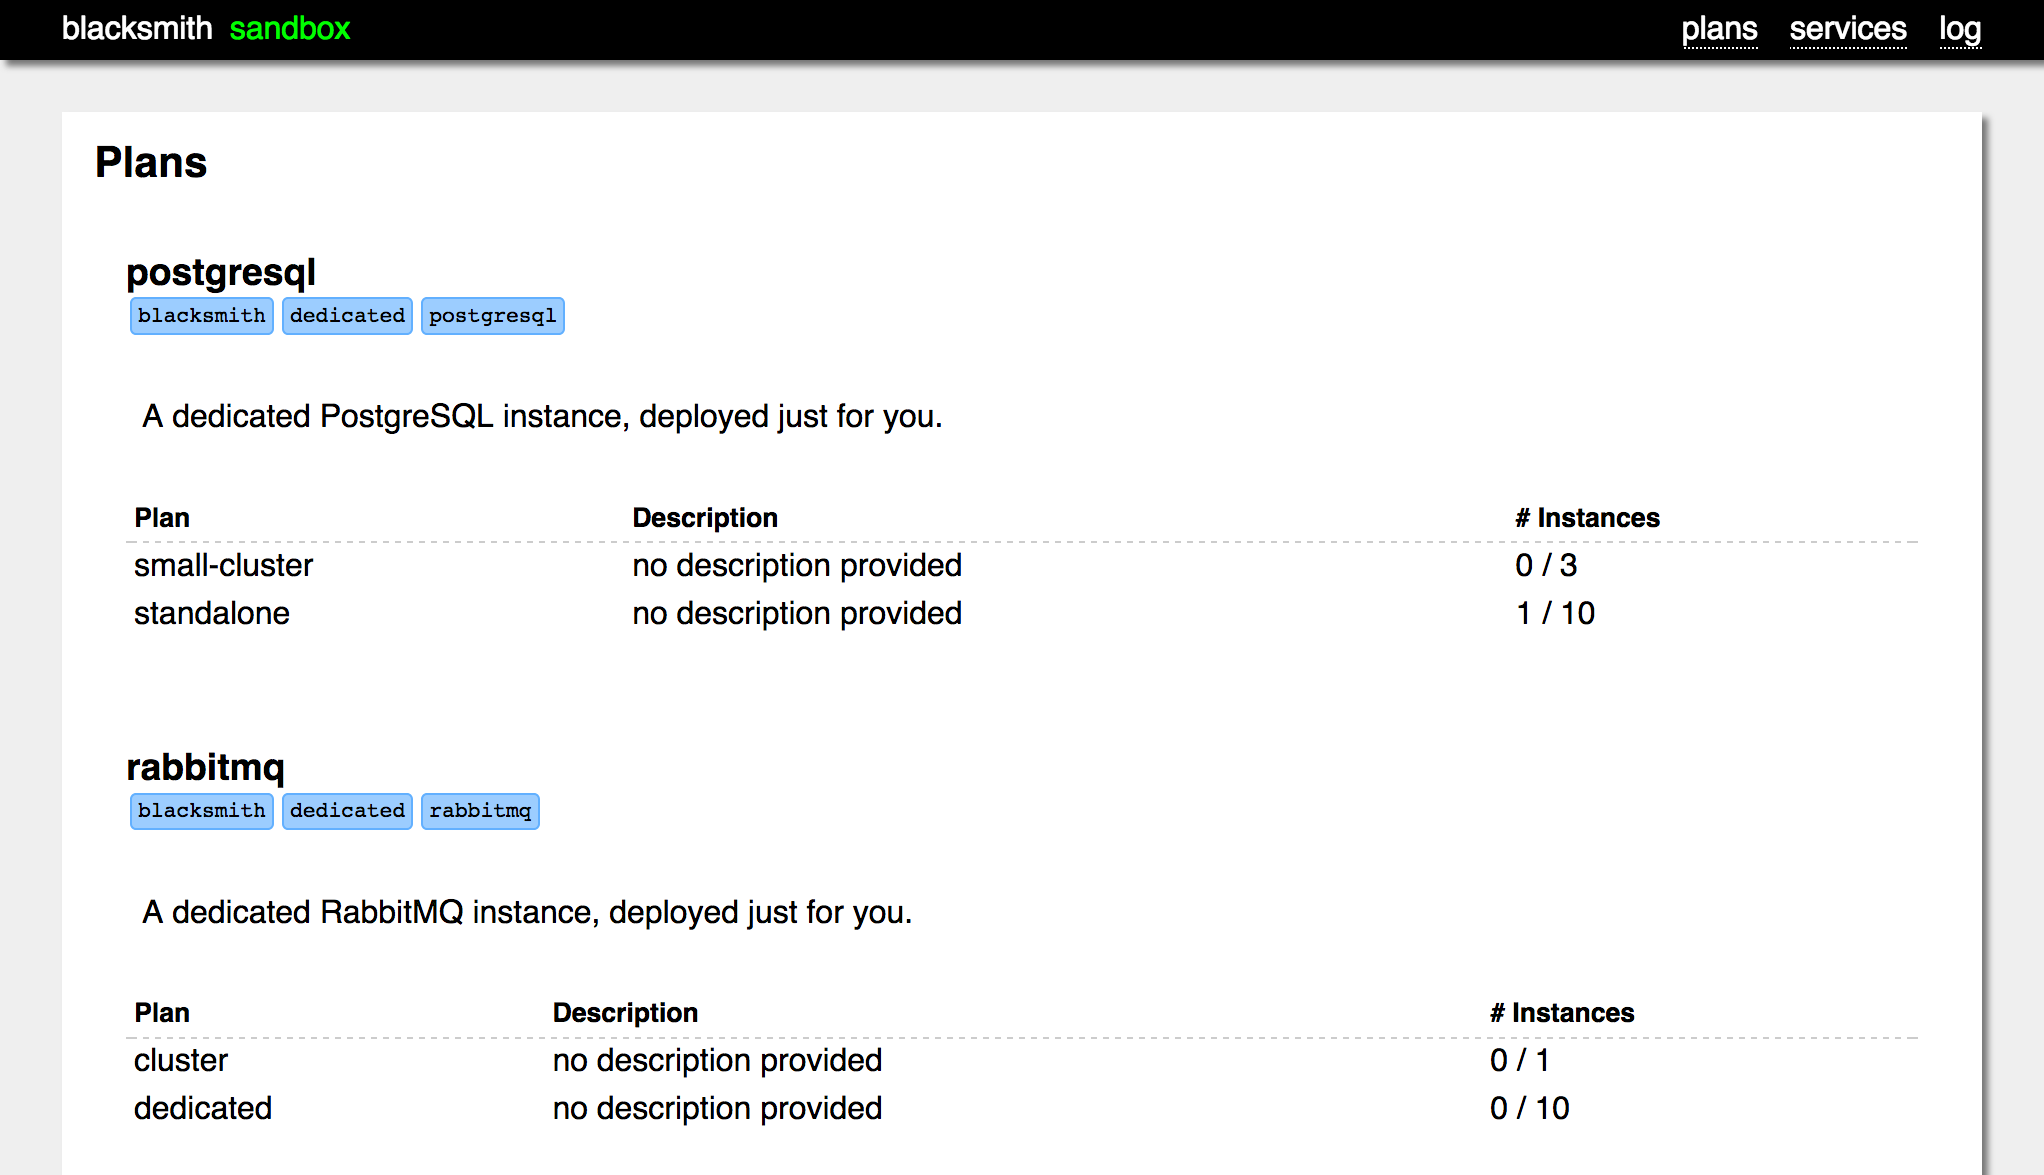 blacksmith sandbox plans services log
Plans
postgresql
blacksmith dedicated postgresql
A dedicated PostgreSQL instance, deployed just for you.
Plan Description # Instances
small-cluster no description provided 0 / 3
standalone no description provided 1 / 10
rabbitmq
blacksmith dedicated rabbitmq
A dedicated RabbitMQ instance, deployed just for you.
Plan Description # Instances
cluster no description provided 0 / 1
dedicated no description provided 0 / 10